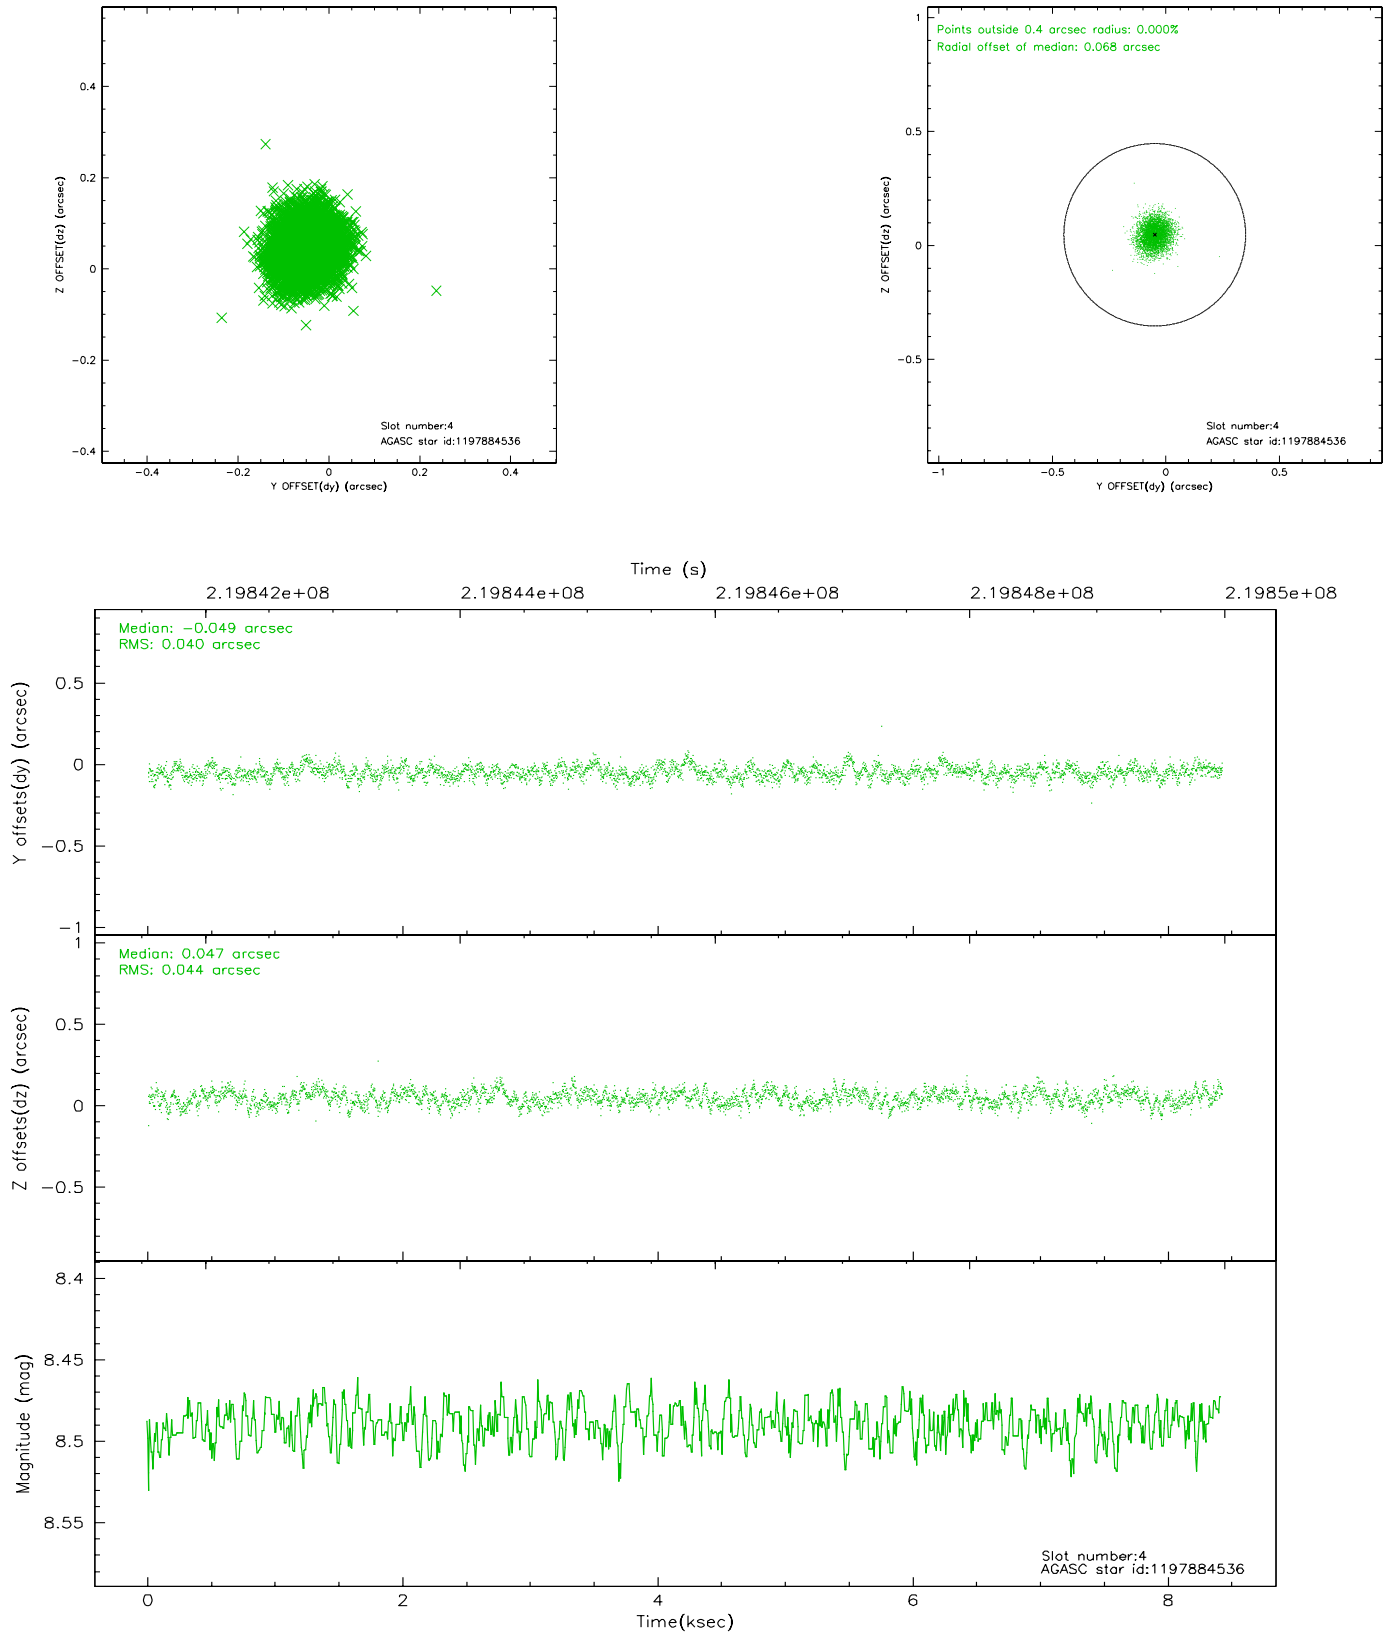 0.4
0.2
0
−0.2
−0.4
Z OFFSET(dz) (arcsec)
Slot number:4
AGASC star id:1197884536
−0.4
−0.2
0
0.2
0.4
Y OFFSET(dy) (arcsec)
Points outside 0.4 arcsec radius: 0.000%
Radial offset of median: 0.068 arcsec
1
0.5
0
−0.5
Z OFFSET(dz) (arcsec)
Slot number:4
AGASC star id:1197884536
−1
−0.5
0
0.5
Y OFFSET(dy) (arcsec)
Time (s)
2.19842e+08
2.19844e+08
2.19846e+08
2.19848e+08
2.1985e+08
Median: −0.049 arcsec
RMS: 0.040 arcsec
0.5
0
−0.5
−1
Y offsets(dy) (arcsec)
Median: 0.047 arcsec
RMS: 0.044 arcsec
1
0.5
0
−0.5
Z offsets(dz) (arcsec)
8.4
8.45
8.5
8.55
Magnitude (mag)
Slot number:4
AGASC star id:1197884536
0
2
4
6
8
Time(ksec)